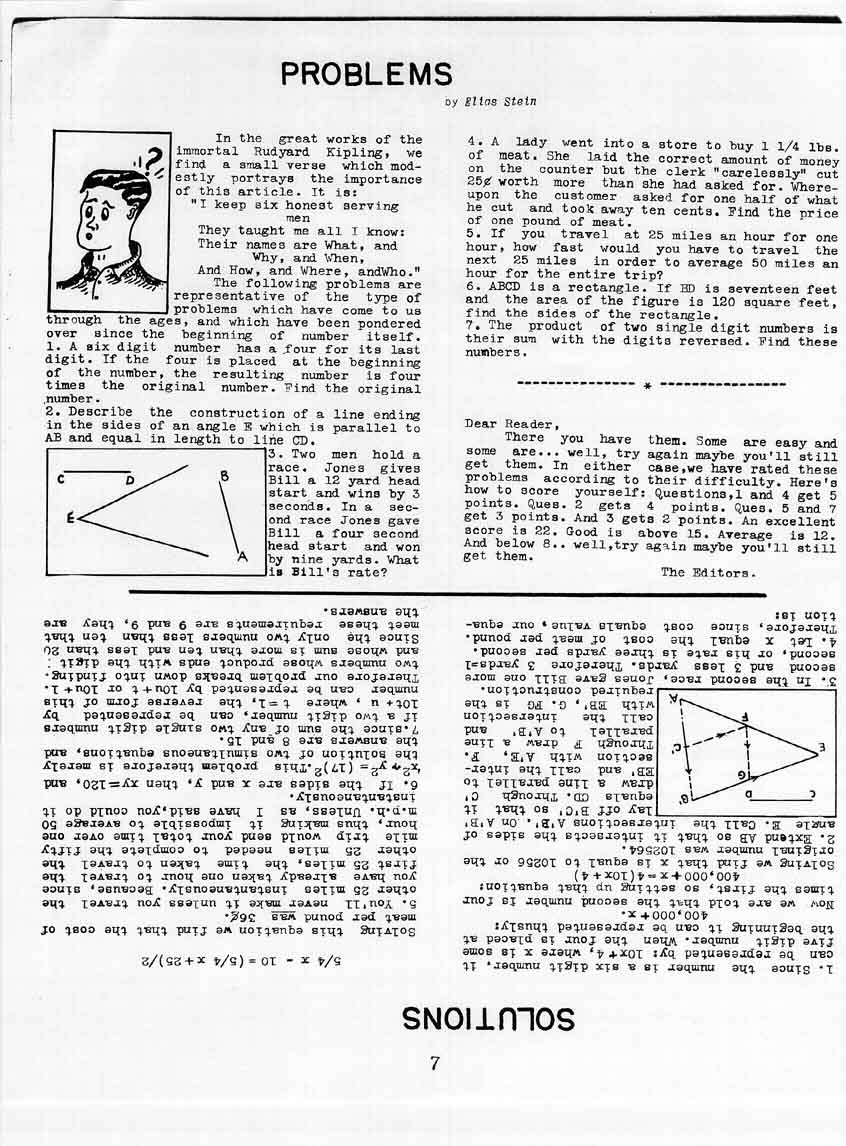 PROBLEMS
by Elias Stein
In the great works of the
immortal Rudyard Kipling, we
find a small verse which mod-
estly portrays the importance
of this article. It is:
"I keep six honest serving
men
They taught me all I know:
Their names are What, and
Why, and When,
And How, and Where, andWho."
The following problems are
representative of the type of
problems which have come to us
through the ages, and which have been pondered
over since the beginning of number itself.
1. A six digit number has a four for its last
digit. If the four is placed at the beginning
of the number, the resulting number is four
times the original number. Find the original
number.
2. Describe the construction of a line ending
in the sides of an angle E which is parallel to
AB and equal in length to line CD.
C D B E A
3. Two men hold a
race. Jones gives
Bill a 12 yard head
start and wins by 3
seconds. In a sec-
ond race Jones gave
Bill a four second
head start and won
by nine yards. What
is Bill's rate?
4. A lady went into a store to buy 1 1/4 lbs.
of meat. She laid the correct amount of money
on the counter but the clerk "carelessly" cut
25¢ worth more than she had asked for. Where-
upon the customer asked for one half of what
he cut and took away ten cents. Find the price
of one pound of meat.
5. If you travel at 25 miles an hour for one
hour, how fast would you have to travel the
next 25 miles in order to average 50 miles an
hour for the entire trip?
6. ABCD is a rectangle. If BD is seventeen feet
and the area of the figure is 120 square feet,
find the sides of the rectangle.
7. The product of two single digit numbers is
their sum with the digits reversed. Find these
numbers.
--------------- * ----------------
Dear Reader,
There you have them. Some are easy and
some are... well, try again maybe you'll still
get them. In either case,we have rated these
problems according to their difficulty. Here's
how to score yourself: Questions,1 and 4 get 5
points. Ques. 2 gets 4 points. Ques. 5 and 7
get 3 points. And 3 gets 2 points. An excellent
score is 22. Good is above 15. Average is 12.
And below 8.. well,try again maybe you'll still
get them.
The Editors.
SOLUTIONS
1. Since the number is a six digit number, it
can be represented by: 10x+4, where x is some
five digit number. When the four is placed at
the beginning it can be represented thusly:
400,000+x.
Now we are told that the second number is four
times the first, so setting up that equation:
400,000+x=4(10x+4)
Solving we find that x is equal to 10256 or the
original number was 102564.
2. Extend AB so that it intersects the sides of
angle E. Call the intersections A'B'. On A'B'
lay off B'C' so that it
equals CD. Through C'
draw a line parallel to
EB' and call the inter-
section with A'E, F.
Through F draw a line
parallel to A'B' and
call the intersection
with EB', G. FG is the
required construction.
C D B' G E C' F A'
3. In the second race, Jones gave Bill one more
second and 3 less yards. Therefore 3 yards=1
second, or his rate is three yards per second.
4. Let x equal the cost of meat per pound.
Therefore, since cost equals value, our equa-
tion is:
5/4 x - 10 = (5/4 x + 25)/2
Solving this equation we find that the cost of
meat per pound was 36¢.
5. You'll never make it unless you travel the
other 25 miles instantaneously. Because, since
you have already taken one hour to travel the
first 25 miles, the time taken to travel the
other 25 miles needed to complete the fifty
mile trip would send your total time over one
hour, thus making it impossible to average 50
m.p.h. Unless, as I have said,you could do it
instantaneously.
6. If the sides are x and y, then xy=120, and
x²+y²=(17)². This problem therefore is merely
the solution of two simultaneous equations, and
the answers are 8 and 15.
7.since the sum of any two single digit numbers
if a two digit number, can be represented by
10t+u , where t=1, the reverse form of this
number can be represented by 10u+t or 10u+1.
Therefore our problem breaks down into finding.
two numbers whose product ends with the digit 1
and whose sum is more than ten and less than 20
Since the only two numbers less than ten that
meet these requirements are 9 and 9, they are
the answers.
7